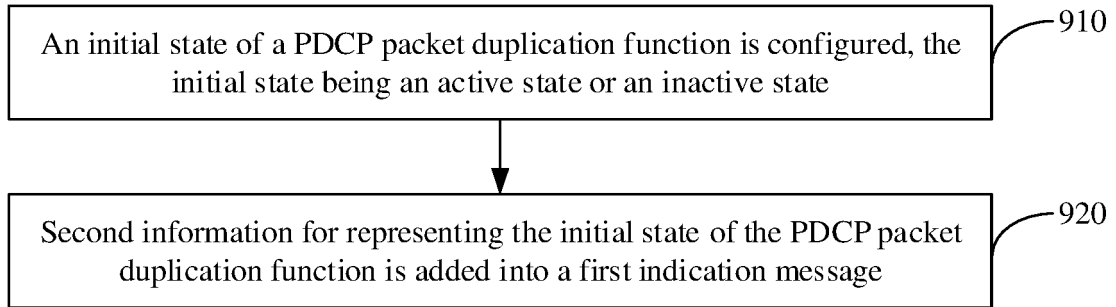 An initial state of a PDCP packet duplication function is configured, the
initial state being an active state or an inactive state
910
Second information for representing the initial state of the PDCP packet
duplication function is added into a first indication message
920